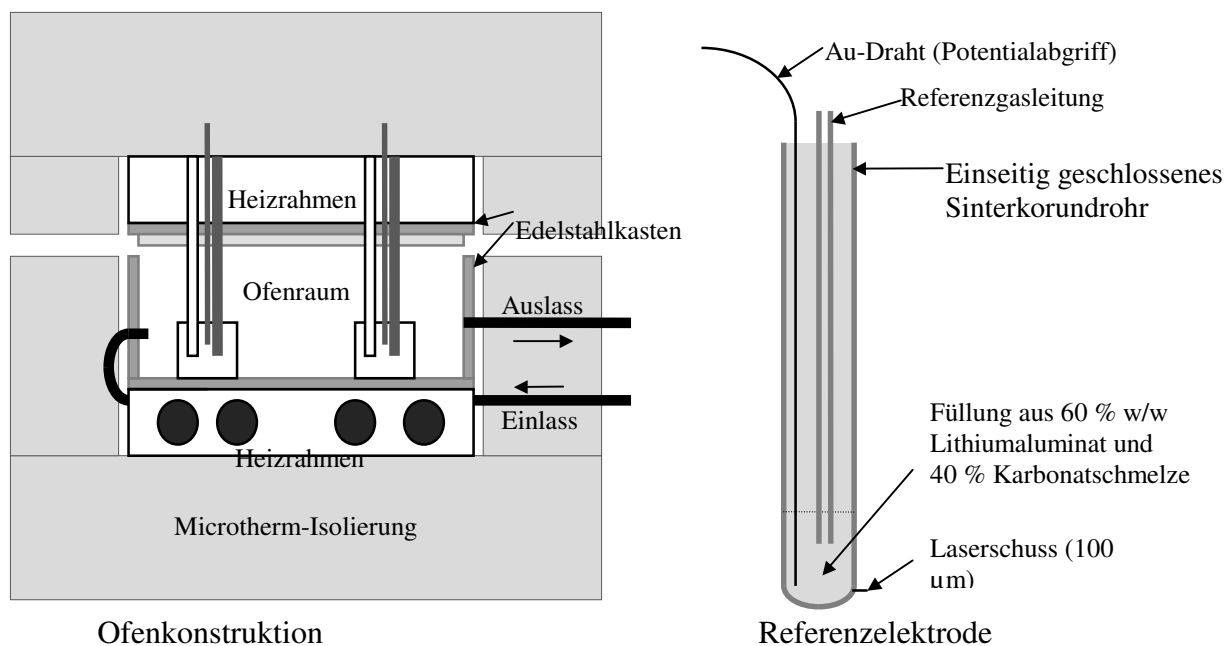 Heizrahmen
Edelstahlkasten
Ofenraum
Auslass
Einlass
Heizrahmen
Microtherm-Isolierung
Ofenkonstruktion
Au-Draht (Potentialabgriff)
Referenzgasleitung
Einseitig geschlossenes
Sinterkorundrohr
Füllung aus 60 % w/w
Lithiumaluminat und
40 % Karbonatschmelze
Laserschuss (100
µm)
Referenzelektrode